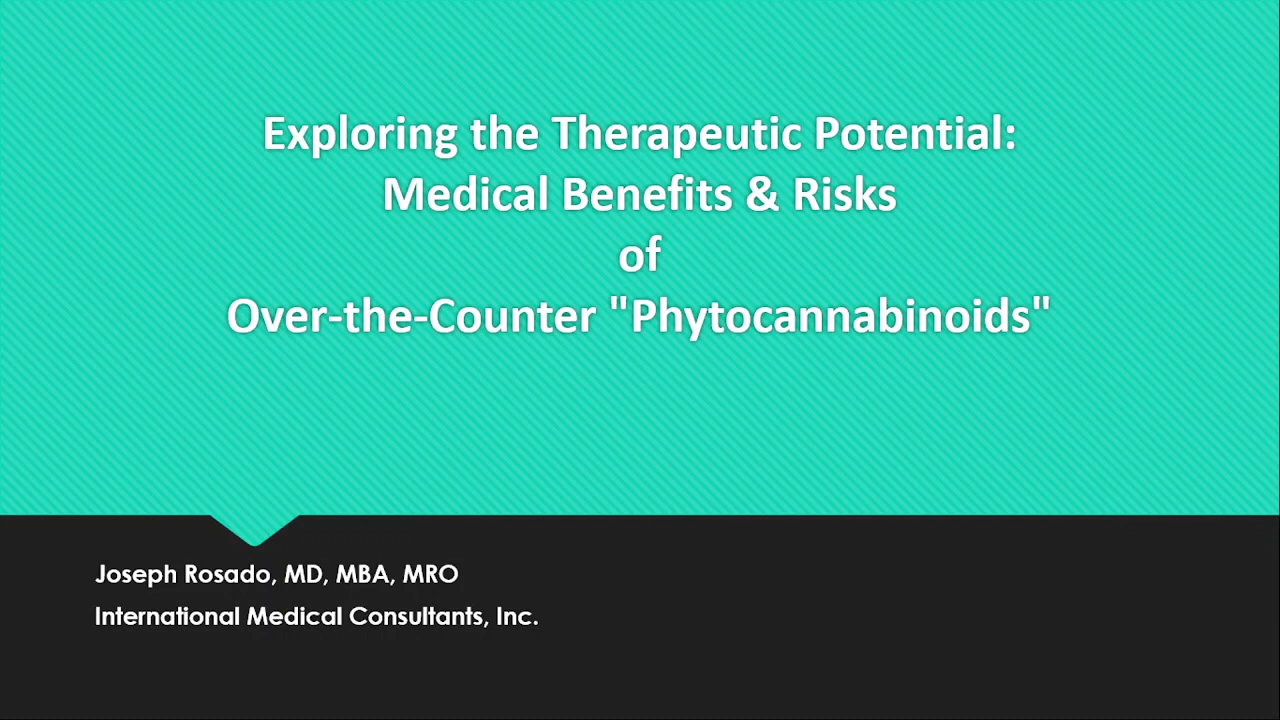 Exploring the Therapeutic Potential:
Medical Benefits & Risks
of
Over-the-Counter "Phytocannabinoids"
Joseph Rosado, MD, MBA, MRO
International Medical Consultants, Inc.